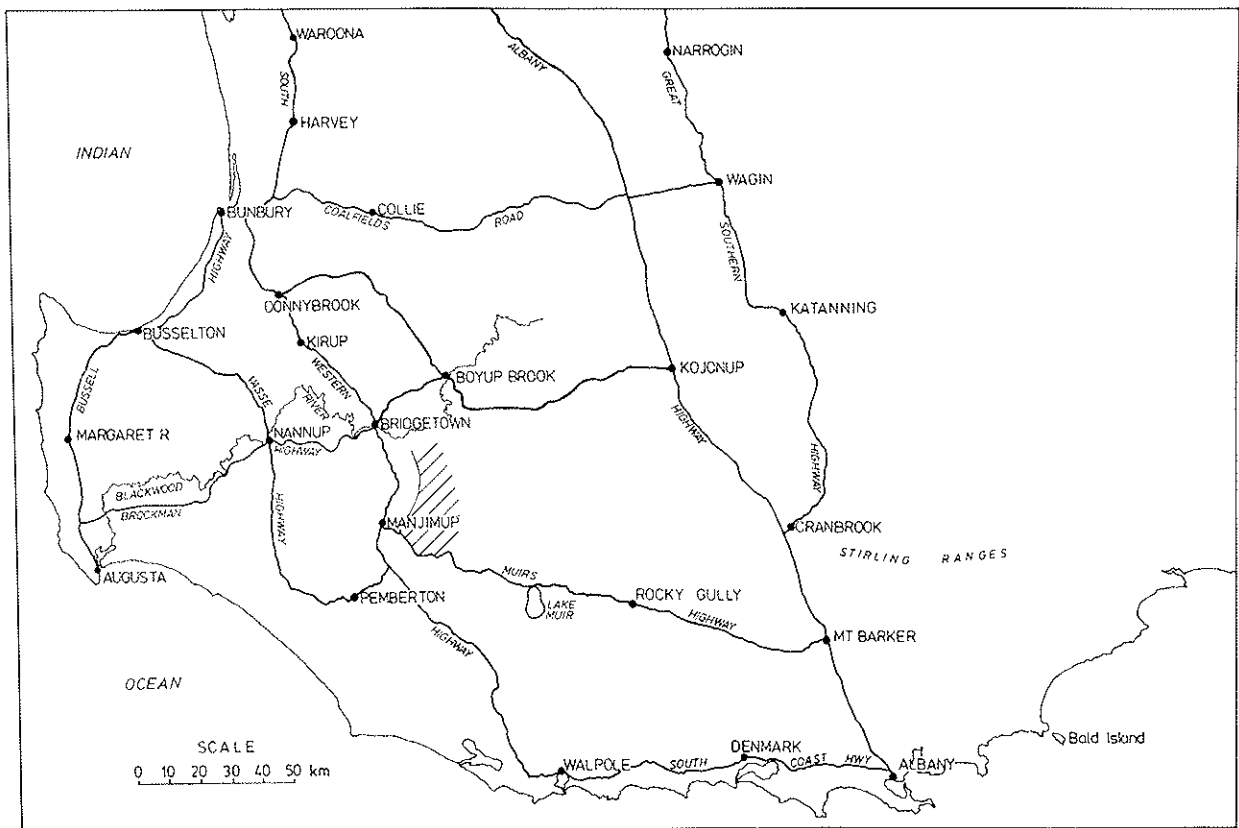 WAROONA
SOUTH
HARVEY
ALBANY
NARROGIN
GREAT
INDIAN
WAGIN
BUNBURY
COLLIE
COALFIELDS
ROAD
HIGHWAY
SOUTHERN
DONNYBROOK
KATANNING
BUSSELTON
KIRUP
WESTERN
BOYUP BROOK
KOJONUP
BUSSELL
VASSE
RIVER
BRIDGETOWN
HIGHWAY
MARGARET R
NANNUP
HIGHWAY
HIGHWAY
BLACKWOOD
BROCKMAN
HIGHWAY
MANJIMUP
CRANBROOK
STIRLING RANGES
AUGUSTA
PEMBERTON
MUIRS
LAKE
MUIR
ROCKY GULLY
HIGHWAY
HIGHWAY
MT BARKER
OCEAN
SCALE
0 10 20 30 50 km
WALPOLE
SOUTH
DENMARK
COAST HWY
ALBANY
Bald Island